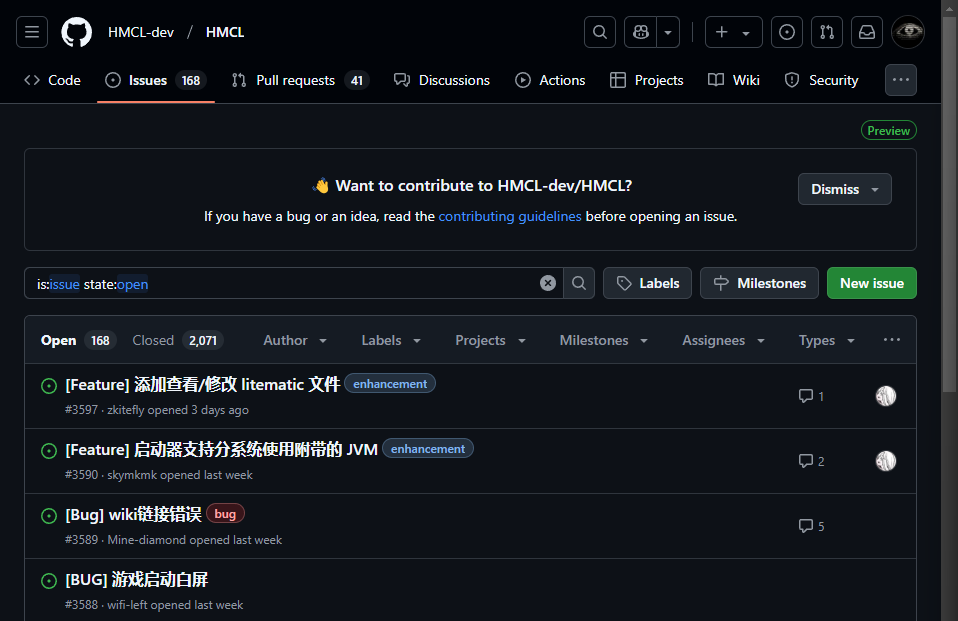 HMCL-dev / HMCL
Code Issues 168 Pull requests 41 Discussions Actions Projects Wiki Security
Preview
👋 Want to contribute to HMCL-dev/HMCL?
Dismiss
If you have a bug or an idea, read the contributing guidelines before opening an issue.
is:issue state:open Labels Milestones New issue
Open 168 Closed 2,071 Author Labels Projects Milestones Assignees Types
[Feature] 添加查看/修改 litematic 文件 enhancement
1
#3597 · zkitefly opened 3 days ago
[Feature] 启动器支持分系统使用附带的 JVM enhancement
2
#3590 · skymkmk opened last week
[Bug] wiki链接错误 bug
5
#3589 · Mine-diamond opened last week
[BUG] 游戏启动白屏
#3588 · wifi-left opened last week